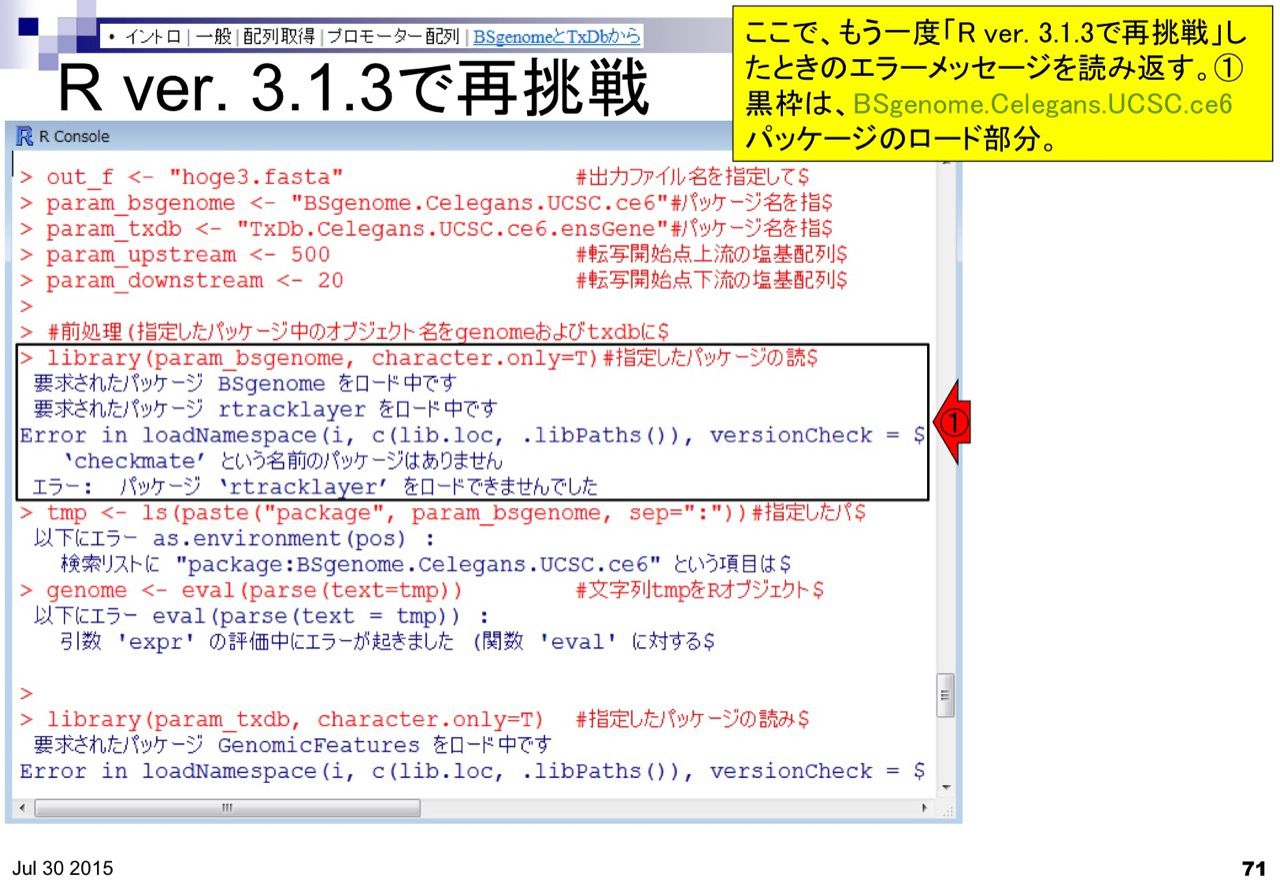 • イントロ | 一般 | 配列取得 | プロモーター配列 | BSgenomeとTxDbから
R ver. 3.1.3で再挑戦
ここで、もう一度「R ver. 3.1.3で再挑戦」し
たときのエラーメッセージを読み返す。①
黒枠は、BSgenome.Celegans.UCSC.ce6
パッケージのロード部分。
R Console
> out_f <- "hoge3.fasta" #出力ファイル名を指定して$
> param_bsgenome <- "BSgenome.Celegans.UCSC.ce6"#パッケージ名を指$
> param_txdb <- "TxDb.Celegans.UCSC.ce6.ensGene"#パッケージ名を指$
> param_upstream <- 500 #転写開始点上流の塩基配列$
> param_downstream <- 20 #転写開始点下流の塩基配列$
>
> #前処理(指定したパッケージ中のオブジェクト名をgenomeおよびtxdbに$
> library(param_bsgenome, character.only=T)#指定したパッケージの読$
要求されたパッケージ BSgenome をロード中です
要求されたパッケージ rtracklayer をロード中です
Error in loadNamespace(i, c(lib.loc, .libPaths()), versionCheck = $
‘checkmate’ という名前のパッケージはありません
エラー: パッケージ ‘rtracklayer’ をロードできませんでした
①
> tmp <- ls(paste("package", param_bsgenome, sep=":"))#指定したパ$
以下にエラー as.environment(pos) :
検索リストに "package:BSgenome.Celegans.UCSC.ce6" という項目は$
> genome <- eval(parse(text=tmp)) #文字列tmpをRオブジェクト$
以下にエラー eval(parse(text = tmp)) :
引数 'expr' の評価中にエラーが起きました (関数 'eval' に対する$
>
> library(param_txdb, character.only=T) #指定したパッケージの読み$
要求されたパッケージ GenomicFeatures をロード中です
Error in loadNamespace(i, c(lib.loc, .libPaths()), versionCheck = $
Jul 30 2015
71